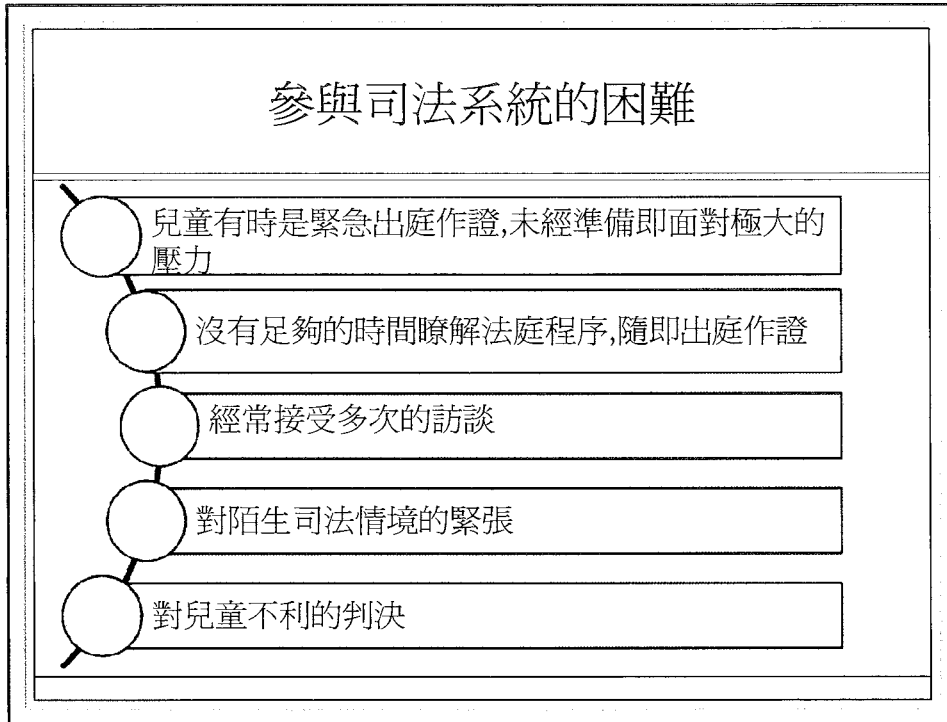 參與司法系統的困難
兒童有時是緊急出庭作證,未經準備即面對極大的
壓力
沒有足夠的時間瞭解法庭程序,隨即出庭作證
經常接受多次的訪談
對陌生司法情境的緊張
對兒童不利的判決